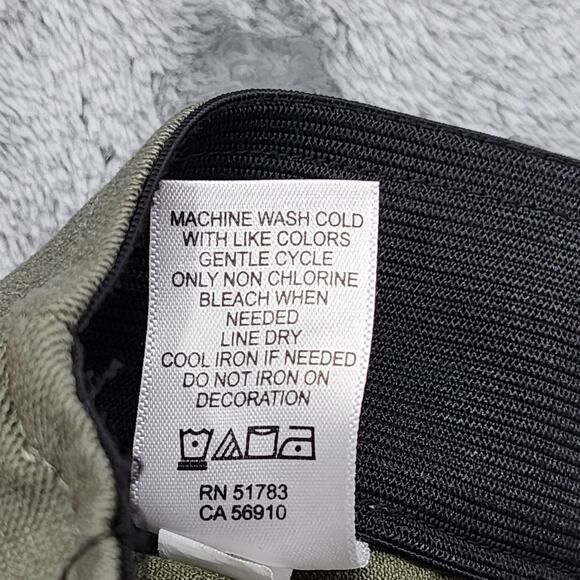 MACHINE WASH COLD
WITH LIKE COLORS
GENTLE CYCLE
ONLY NON CHLORINE
BLEACH WHEN
NEEDED
LINE DRY
COOL IRON IF NEEDED
DO NOT IRON ON
DECORATION
RN 51783
CA 56910